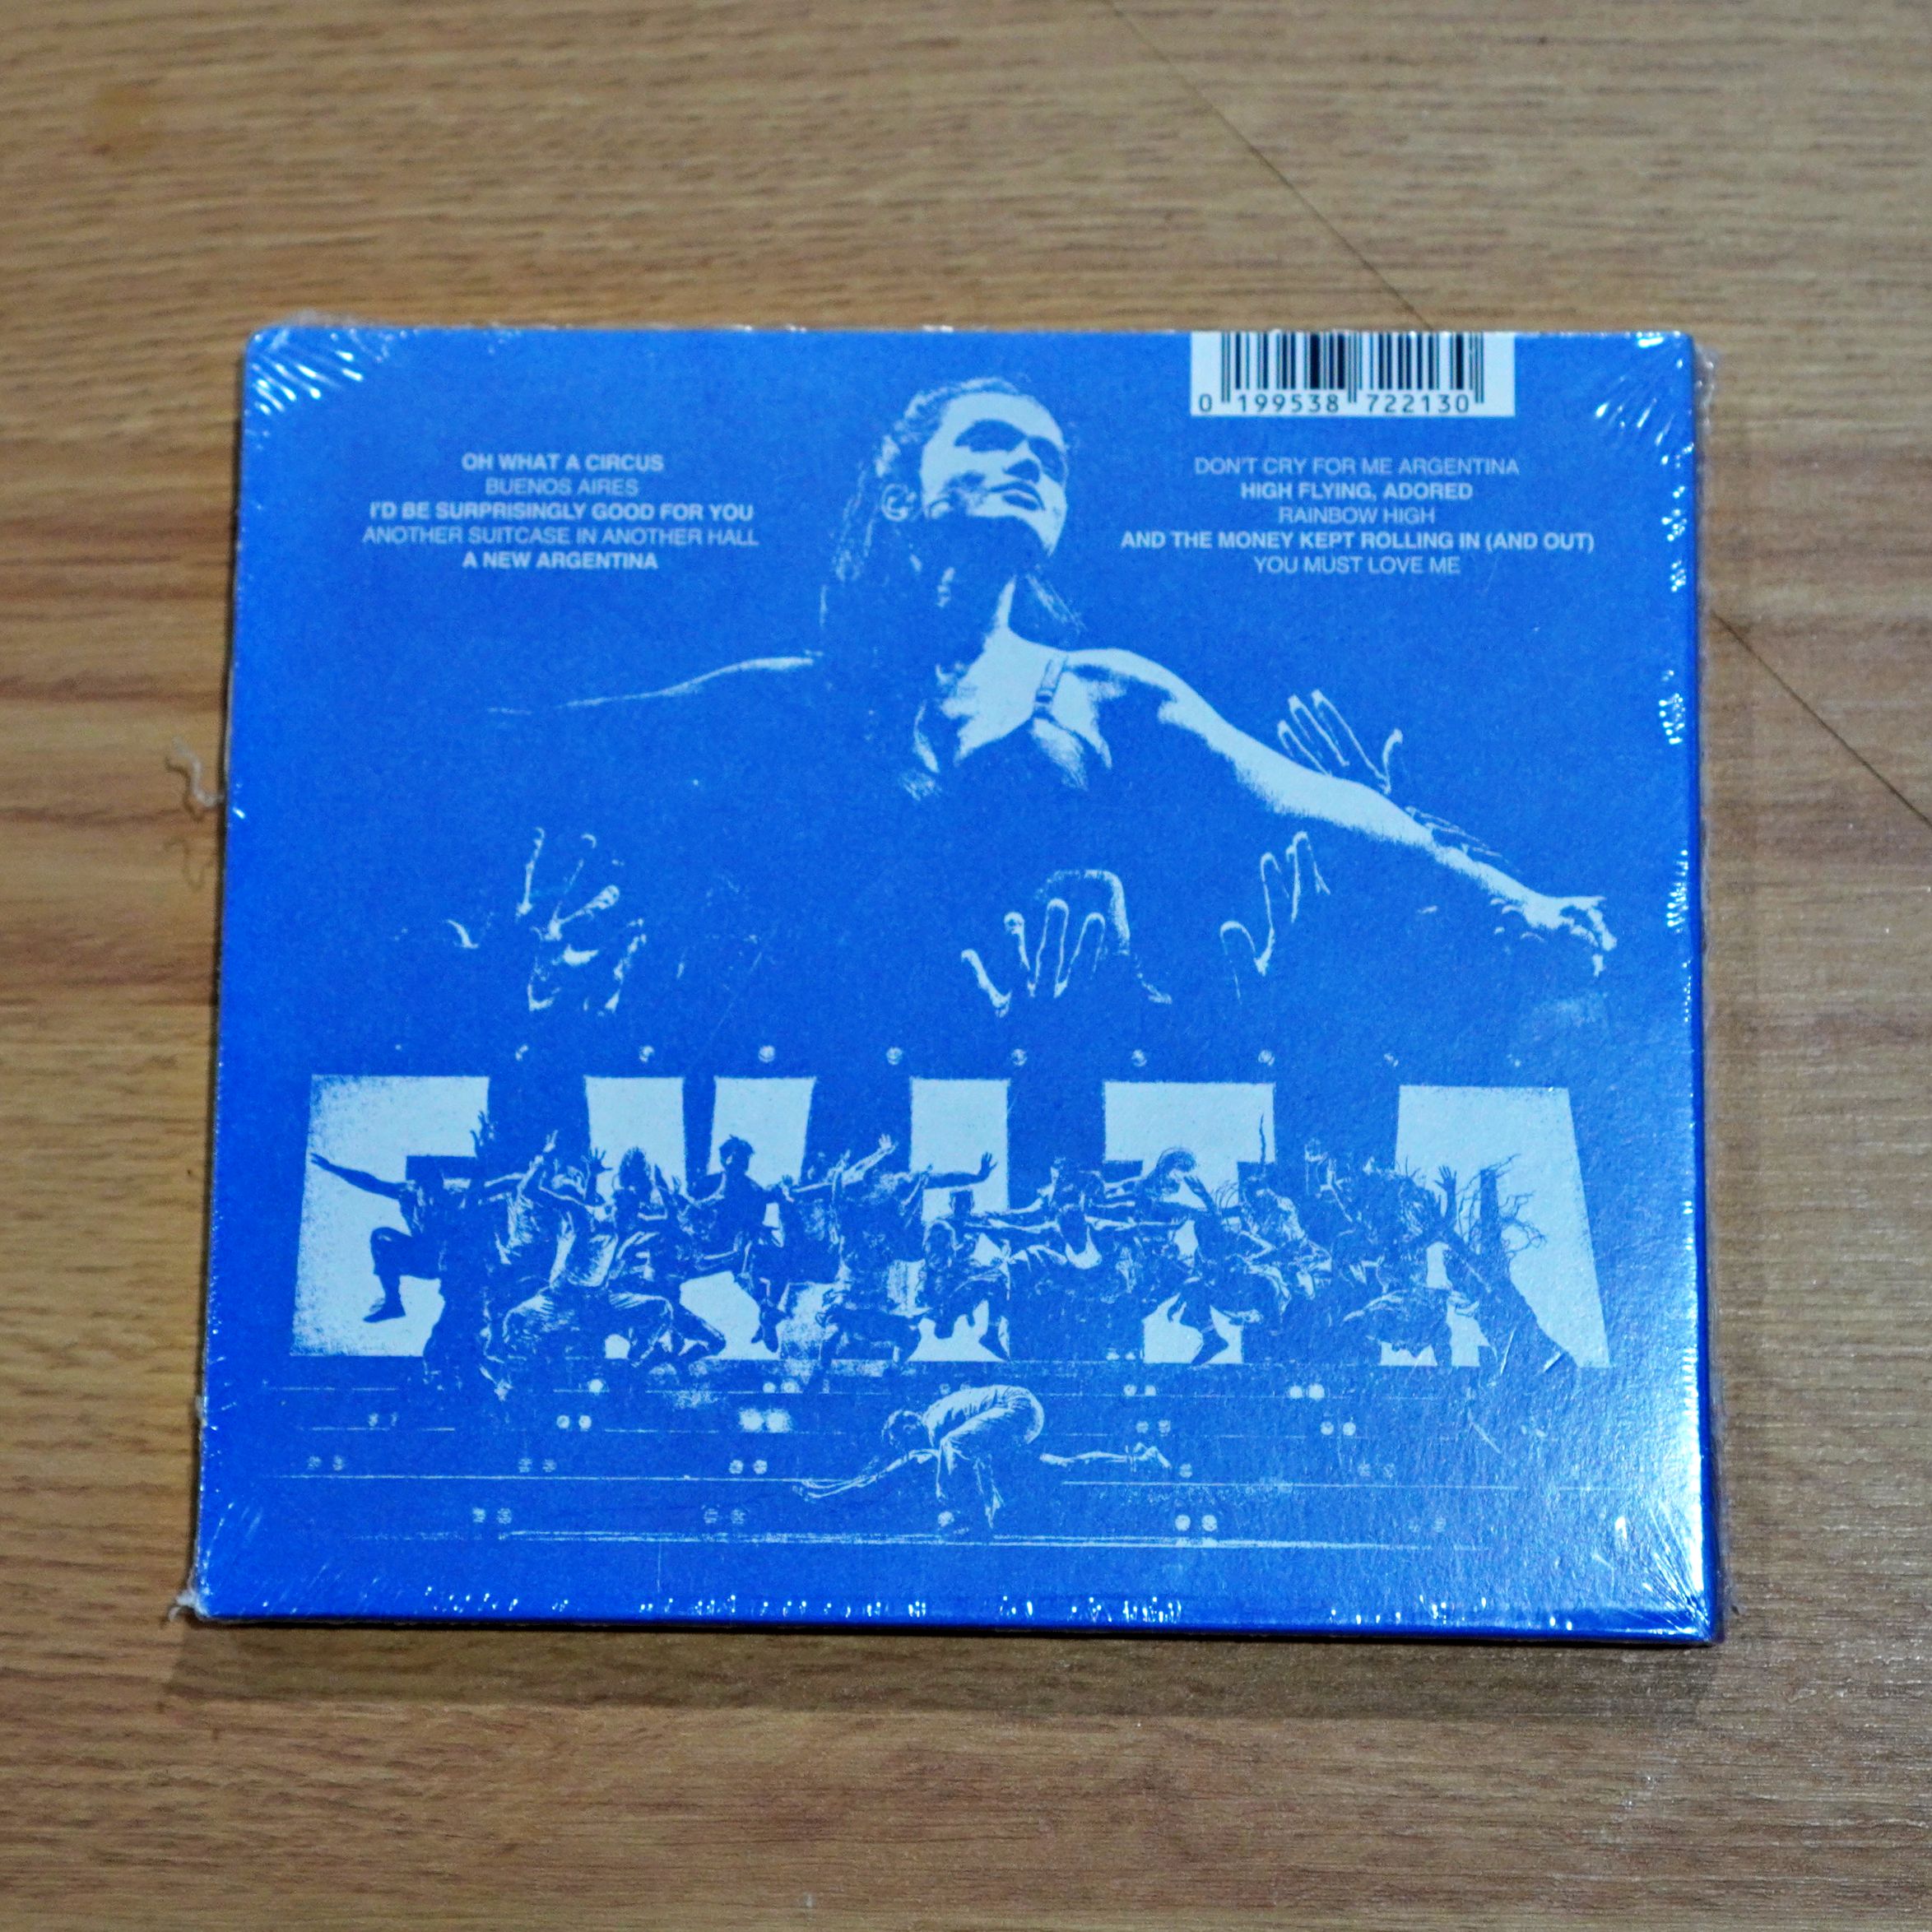 0 199538 722130
OH WHAT A CIRCUS
BUENOS AIRES
I'D BE SURPRISINGLY GOOD FOR YOU
ANOTHER SUITCASE IN ANOTHER HALL
A NEW ARGENTINA
DON'T CRY FOR ME ARGENTINA
HIGH FLYING, ADORED
RAINBOW HIGH
AND THE MONEY KEPT ROLLING IN (AND OUT)
YOU MUST LOVE ME
EVITA